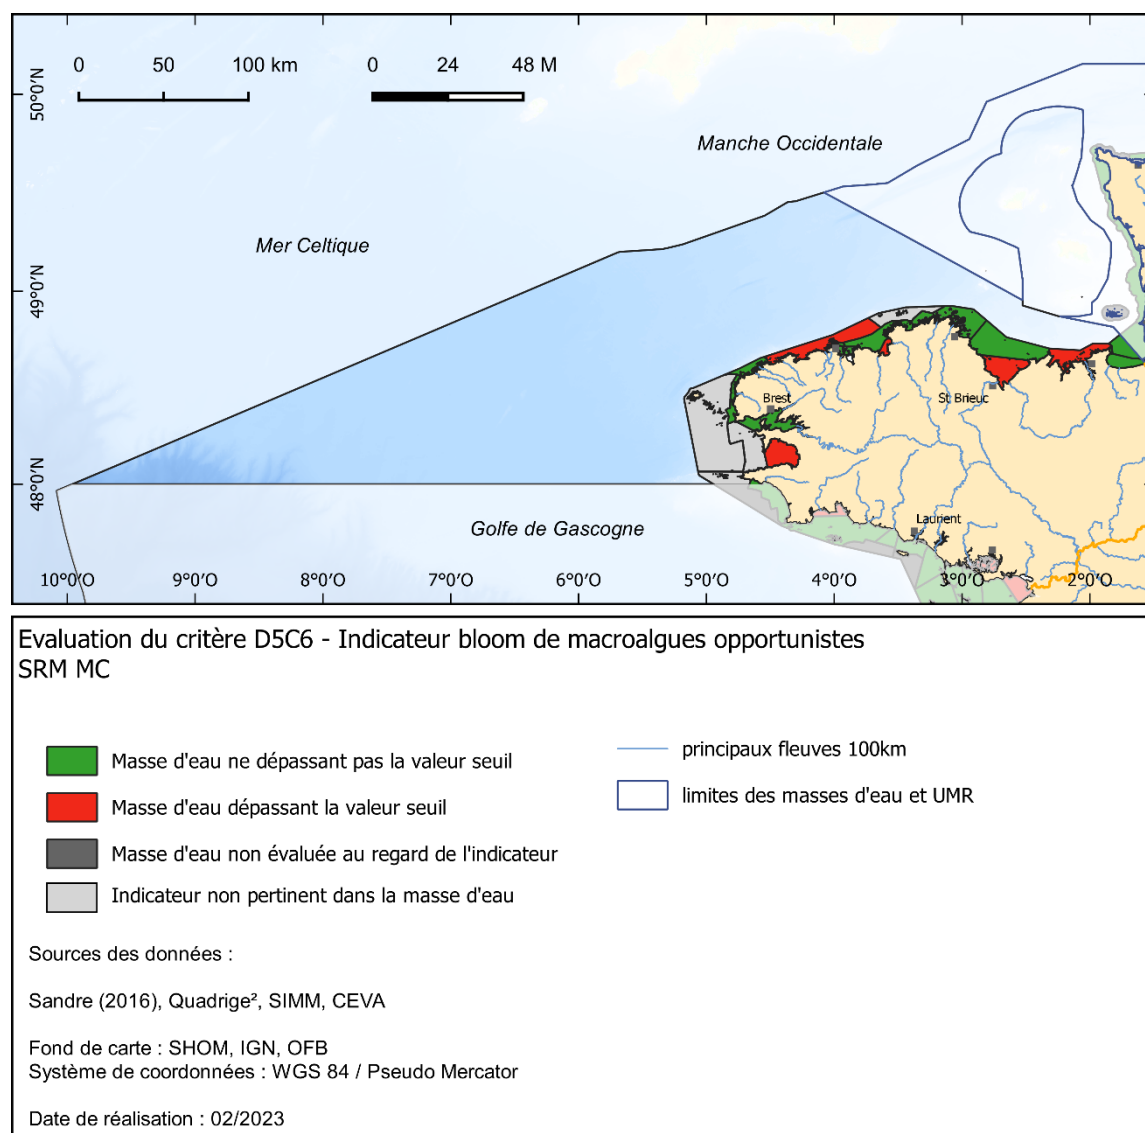 0 50 100 km 0 24 48 M
50°0'N
Manche Occidentale
Mer Celtique
49°0'N
Brest
St Brieuc
48°0'N
Golfe de Gascogne
Laurient
10°0'O 9°0'O 8°0'O 7°0'O 6°0'O 5°0'O 4°0'O 3°0'O 2°0'O
Evaluation du critère D5C6 - Indicateur bloom de macroalgues opportunistes
SRM MC
Masse d'eau ne dépassant pas la valeur seuil
Masse d'eau dépassant la valeur seuil
Masse d'eau non évaluée au regard de l'indicateur
Indicateur non pertinent dans la masse d'eau
principaux fleuves 100km
limites des masses d'eau et UMR
Sources des données :
Sandre (2016), Quadrige², SIMM, CEVA
Fond de carte : SHOM, IGN, OFB
Système de coordonnées : WGS 84 / Pseudo Mercator
Date de réalisation : 02/2023